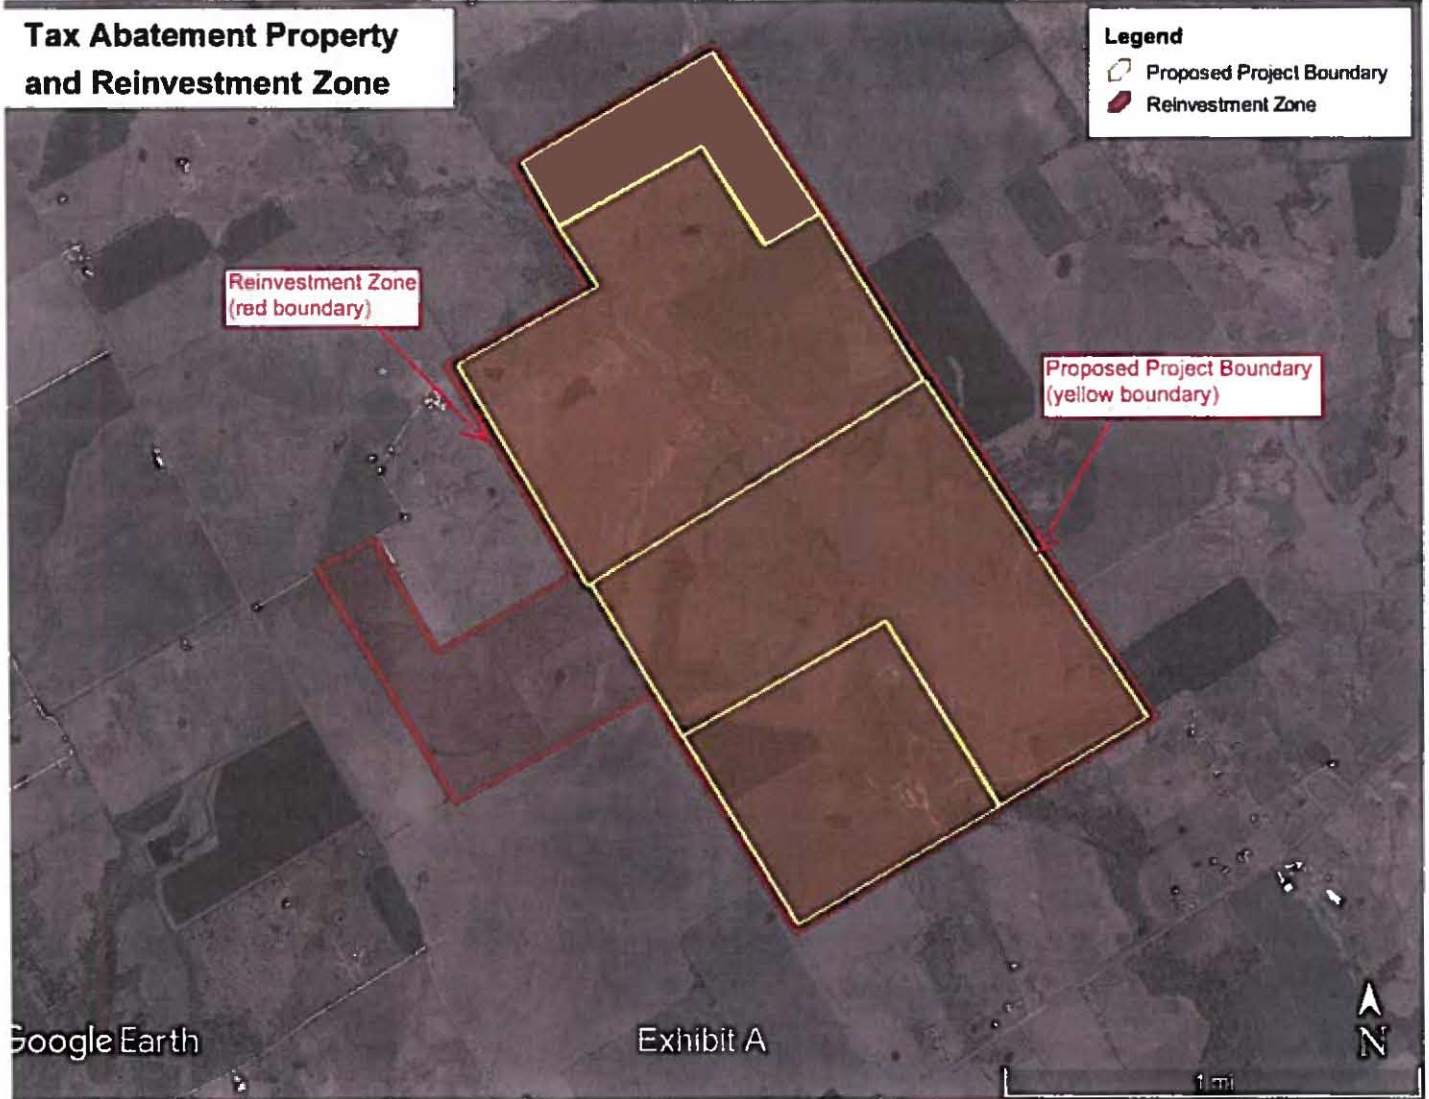 Tax Abatement Property
and Reinvestment Zone
Legend
Proposed Project Boundary
Reinvestment Zone
Reinvestment Zone
(red boundary)
Proposed Project Boundary
(yellow boundary)
Google Earth
Exhibit A
N
1 mi